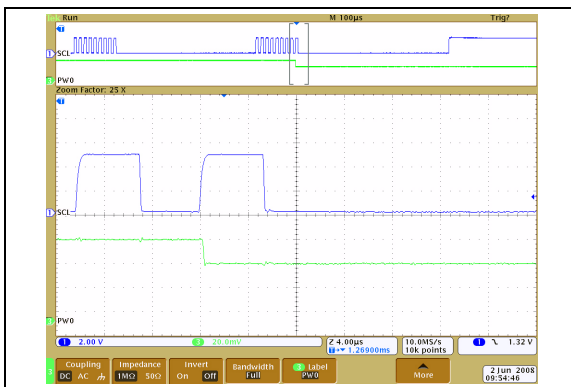 Run
M 100µs
Trig?
SCL
PW0
Zoom Factor: 25 X
SCL
PW0
1 2.00 V
3 20.0mV
Z 4.00µs
1.26900ms
10.0MS/s
10k points
1 1.32 V
Coupling
DC AC
Impedance
1MΩ 50Ω
Invert
On Off
Bandwidth
Full
3 Label
PW0
More
2 Jun 2008
09:54:46